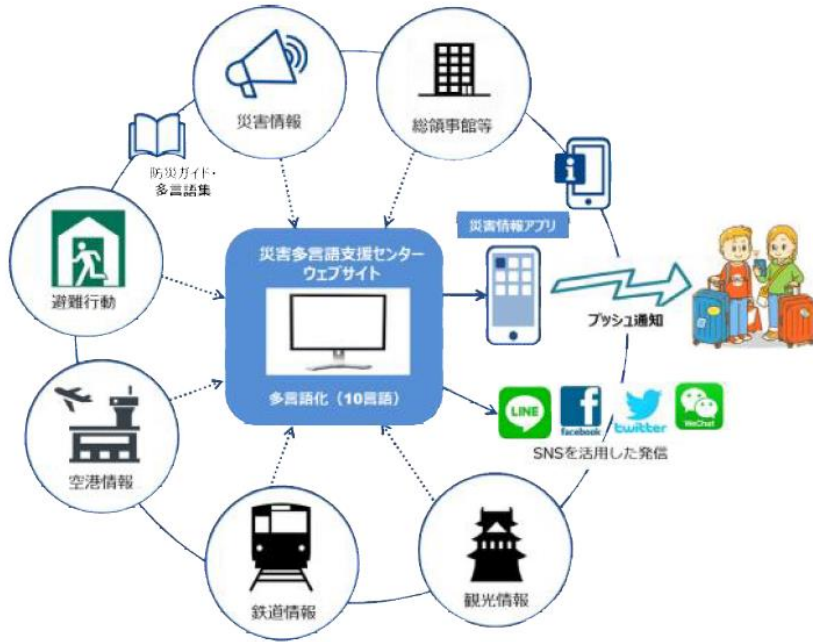 災害情報
総領事館等
防災ガイド・
多言語集
災害情報アプリ
災害多言語支援センター
ウェブサイト
避難行動
プッシュ通知
多言語化（10言語）
LINE
facebook
twitter
WeChat
SNSを活用した発信
空港情報
鉄道情報
観光情報